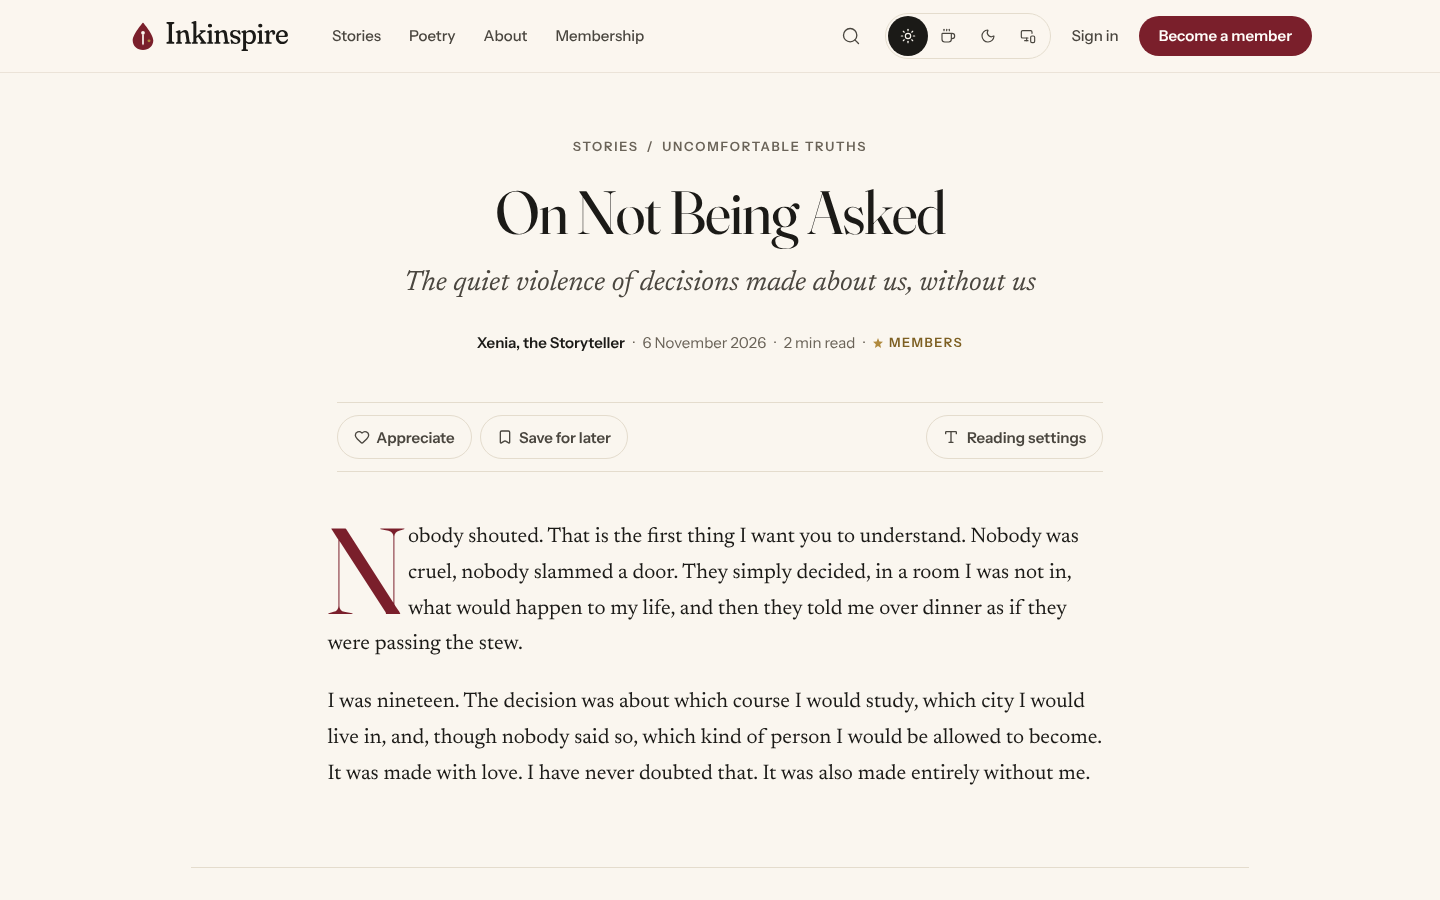 Inkinspire
Stories
Poetry
About
Membership
Sign in
Become a member
STORIES / UNCOMFORTABLE TRUTHS
On Not Being Asked
The quiet violence of decisions made about us, without us
Xenia, the Storyteller · 6 November 2026 · 2 min read · ★ MEMBERS
Appreciate
Save for later
Reading settings
Nobody shouted. That is the first thing I want you to understand. Nobody was
cruel, nobody slammed a door. They simply decided, in a room I was not in,
what would happen to my life, and then they told me over dinner as if they
were passing the stew.
I was nineteen. The decision was about which course I would study, which city I would
live in, and, though nobody said so, which kind of person I would be allowed to become.
It was made with love. I have never doubted that. It was also made entirely without me.